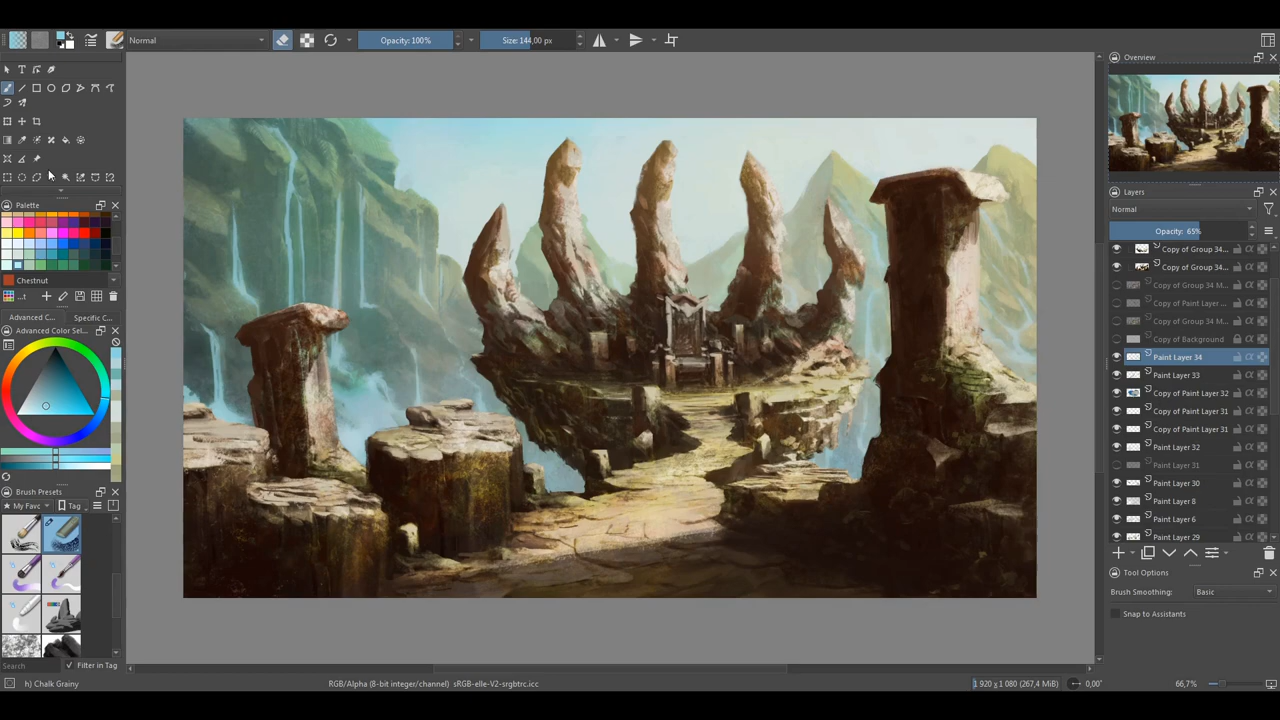 Normal
Opacity: 100%
Size: 144,00 px
Palette
Chestnut
...t
Advanced C...
Specific C...
Advanced Color Sel...
Brush Presets
My Favc
Tag
Search
Filter in Tag
h) Chalk Grainy
RGB/Alpha (8-bit integer/channel) sRGB-elle-V2-srgbtrc.icc
1 920 x 1 080 (267,4 MiB)
0,00°
66,7%
Overview
Layers
Normal
Opacity: 65%
Copy of Group 34...
Copy of Group 34...
Copy of Group 34 M...
Copy of Paint Layer ...
Copy of Group 34 M...
Copy of Background
Paint Layer 34
Paint Layer 33
Copy of Paint Layer 32
Copy of Paint Layer 31
Copy of Paint Layer 31
Paint Layer 32
Paint Layer 31
Paint Layer 30
Paint Layer 8
Paint Layer 6
Paint Layer 29
Tool Options
Brush Smoothing:
Basic
Snap to Assistants